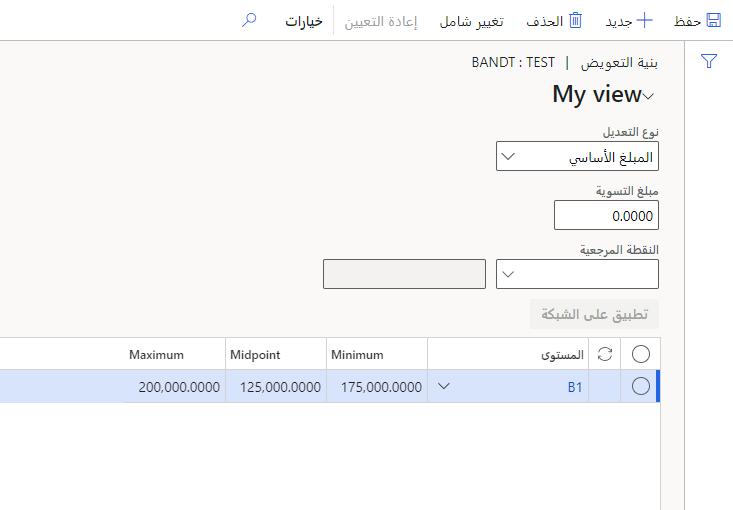 حفظ جديد الحذف تغيير شامل إعادة التعيين خيارات
بنية التعويض | BANDT : TEST
My view
نوع التعديل
المبلغ الأساسي
مبلغ التسوية
0.0000
النقطة المرجعية
تطبيق على الشبكة
المستوى Minimum Midpoint Maximum
B1 175,000.0000 125,000.0000 200,000.0000